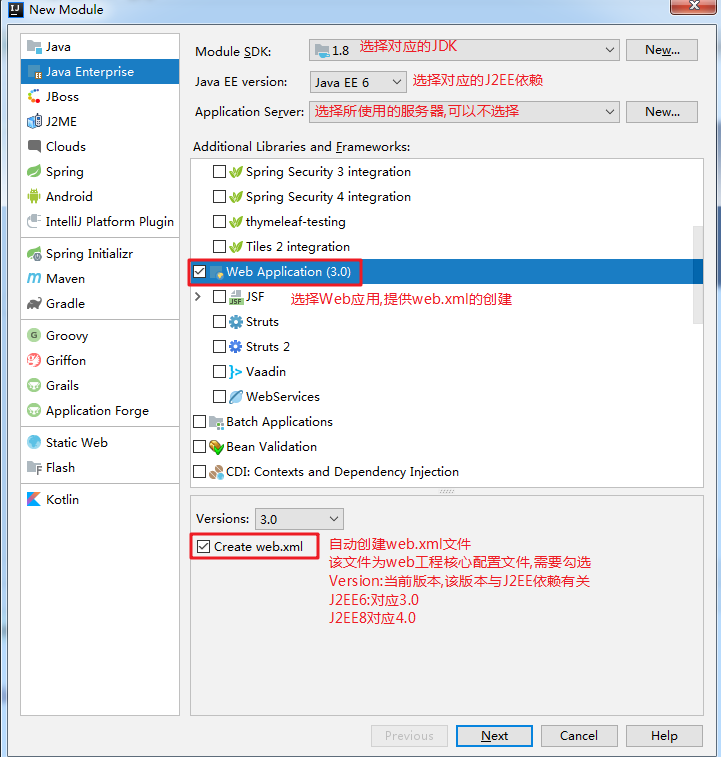 New Module
Java
Java Enterprise
JBoss
J2ME
Clouds
Spring
Android
IntelliJ Platform Plugin
Spring Initializr
Maven
Gradle
Groovy
Griffon
Grails
Application Forge
Static Web
Flash
Kotlin
Module SDK: 1.8 选择对应的JDK New...
Java EE version: Java EE 6 选择对应的J2EE依赖
Application Server: 选择所使用的服务器,可以不选择 New...
Additional Libraries and Frameworks:
Spring Security 3 integration
Spring Security 4 integration
thymeleaf-testing
Tiles 2 integration
Web Application (3.0)
JSF 选择Web应用,提供web.xml的创建
Struts
Struts 2
Vaadin
WebServices
Batch Applications
Bean Validation
CDI: Contexts and Dependency Injection
Versions: 3.0
Create web.xml 自动创建web.xml文件
该文件为web工程核心配置文件,需要勾选
Version:当前版本,该版本与J2EE依赖有关
J2EE6:对应3.0
J2EE8对应4.0
Previous Next Cancel Help